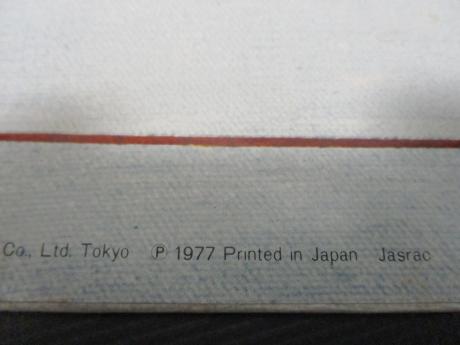 Co., Ltd. Tokyo ℗ 1977 Printed in Japan Jasrac